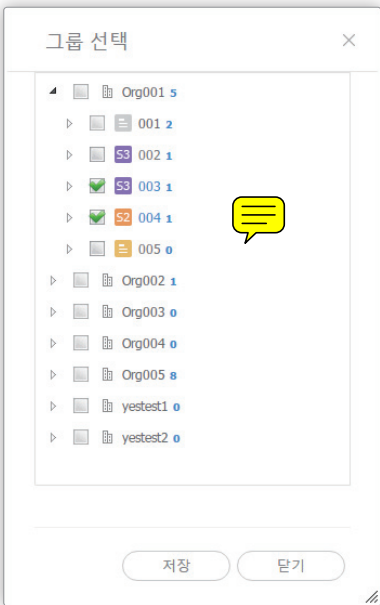 그룹 선택
Org001 5
001 2
S3 002 1
S3 003 1
S2 004 1
005 0
Org002 1
Org003 0
Org004 0
Org005 8
yestest1 0
yestest2 0
저장 닫기